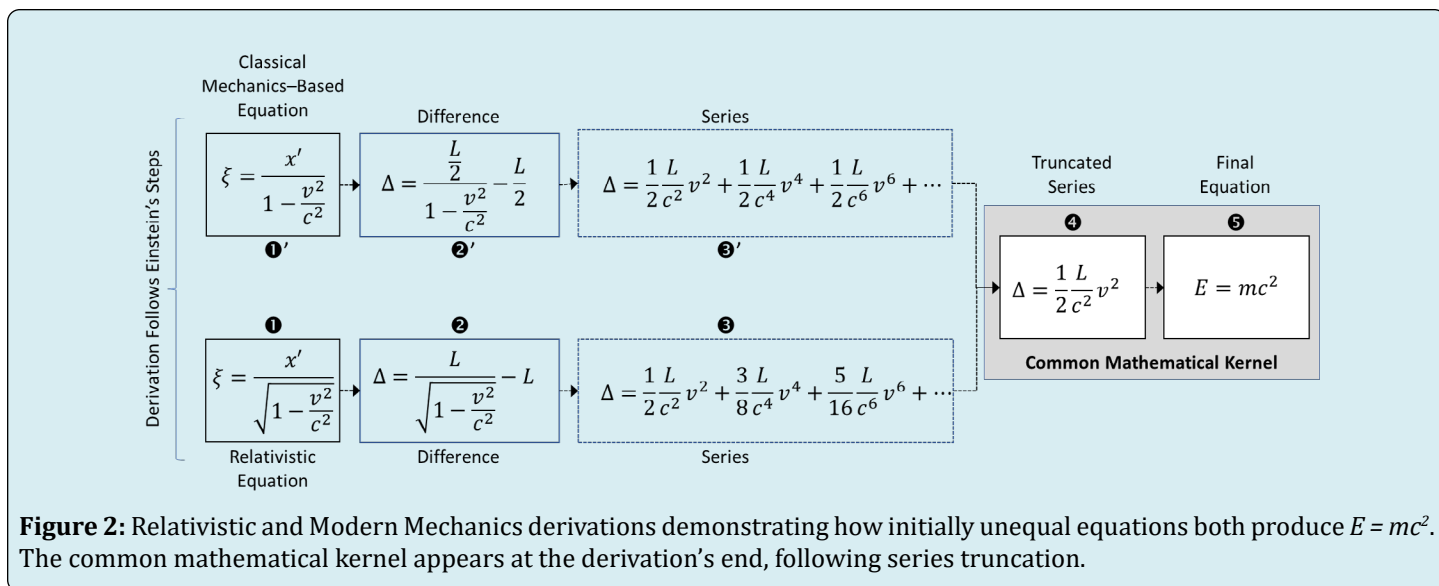 Classical
Mechanics–Based
Equation
Difference
Series
ξ = x′ / (1 − v²/c²)
Δ = (L/2) / (1 − v²/c²) − L/2
Δ = 1/2 L/c² v² + 1/2 L/c⁴ v⁴ + 1/2 L/c⁶ v⁶ + ⋯
❶′
❷′
❸′
Derivation Follows Einstein's Steps
Truncated
Series
Final
Equation
❹
❺
Δ = 1/2 L/c² v²
E = mc²
Common Mathematical Kernel
❶
❷
❸
ξ = x′ / √(1 − v²/c²)
Δ = L / √(1 − v²/c²) − L
Δ = 1/2 L/c² v² + 3/8 L/c⁴ v⁴ + 5/16 L/c⁶ v⁶ + ⋯
Relativistic
Equation
Difference
Series
Figure 2: Relativistic and Modern Mechanics derivations demonstrating how initially unequal equations both produce E = mc².
The common mathematical kernel appears at the derivation's end, following series truncation.